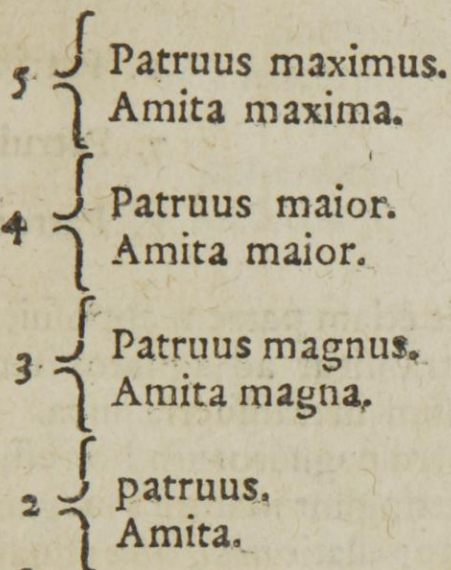 5 Patruus maximus.
Amita maxima.
4 Patruus maior.
Amita maior.
3 Patruus magnus.
Amita magna.
2 patruus.
Amita.